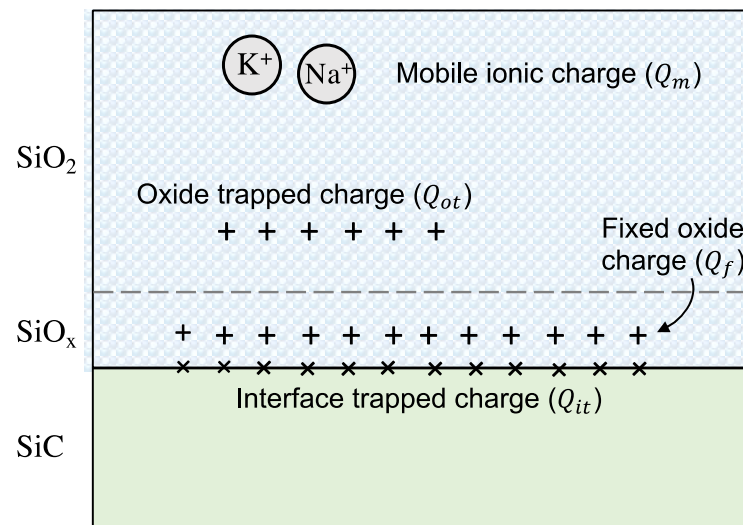 K⁺
Na⁺
Mobile ionic charge (Qₘ)
SiO₂
Oxide trapped charge (Qₒₜ)
+ + + + + +
Fixed oxide
charge (Q_f)
SiOₓ
+ + + + + + + + + + + +
× × × × × × × × × × × ×
Interface trapped charge (Qᵢₜ)
SiC